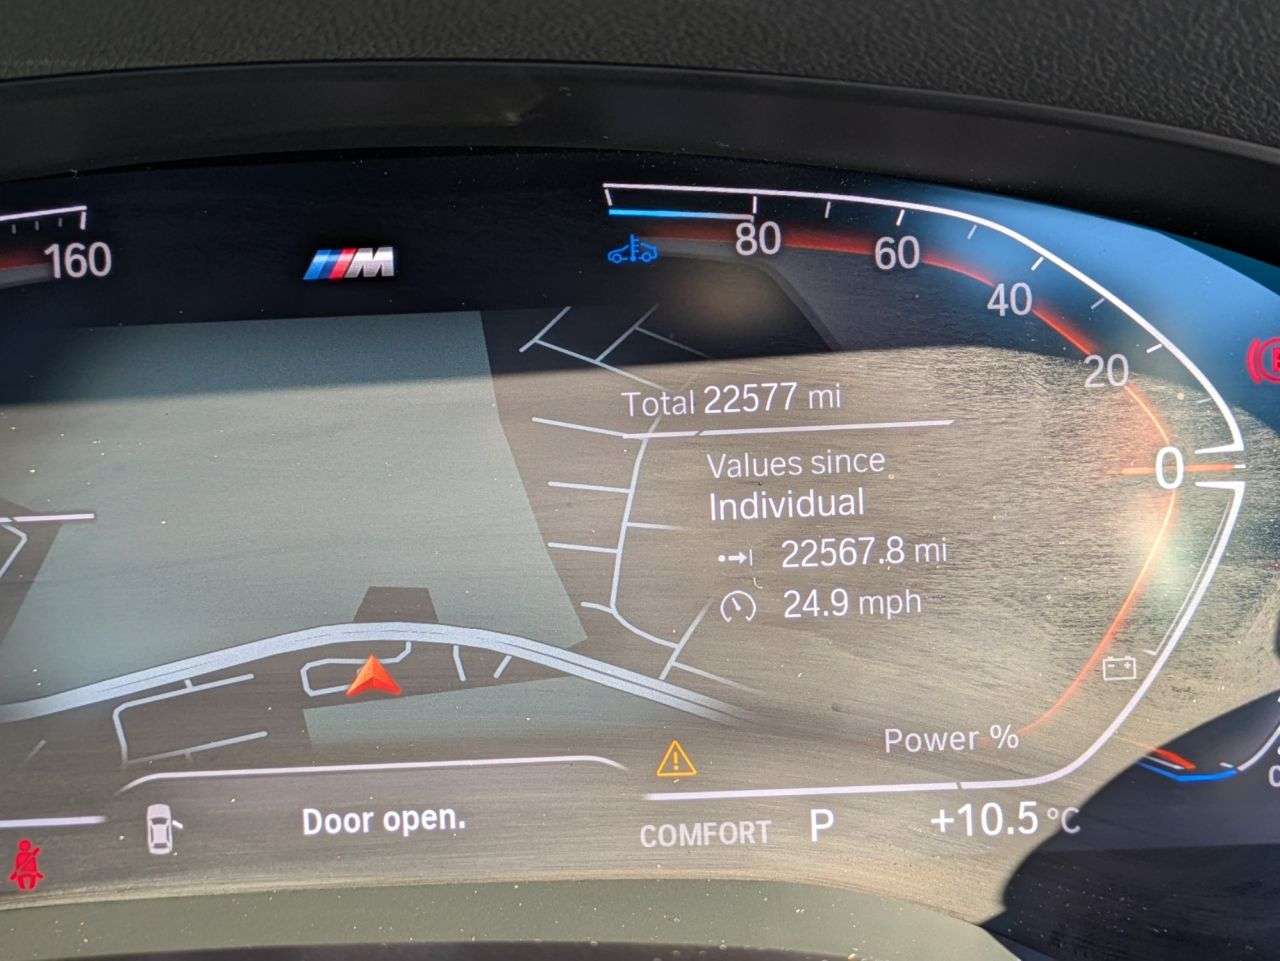 160
M
80
60
40
20
0
Total 22577 mi
Values since
Individual
22567.8 mi
24.9 mph
Power %
Door open.
COMFORT P +10.5 °C